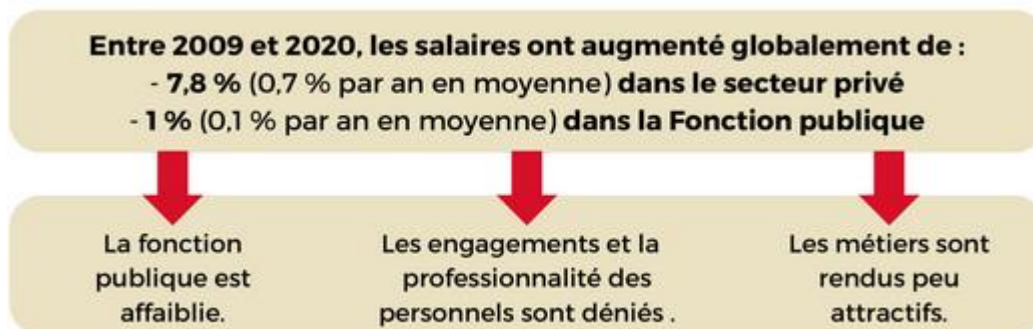 Entre 2009 et 2020, les salaires ont augmenté globalement de :
- 7,8 % (0,7 % par an en moyenne) dans le secteur privé
- 1 % (0,1 % par an en moyenne) dans la Fonction publique
La fonction
publique est
affaiblie.
Les engagements et la
professionnalité des
personnels sont déniés .
Les métiers sont
rendus peu
attractifs.